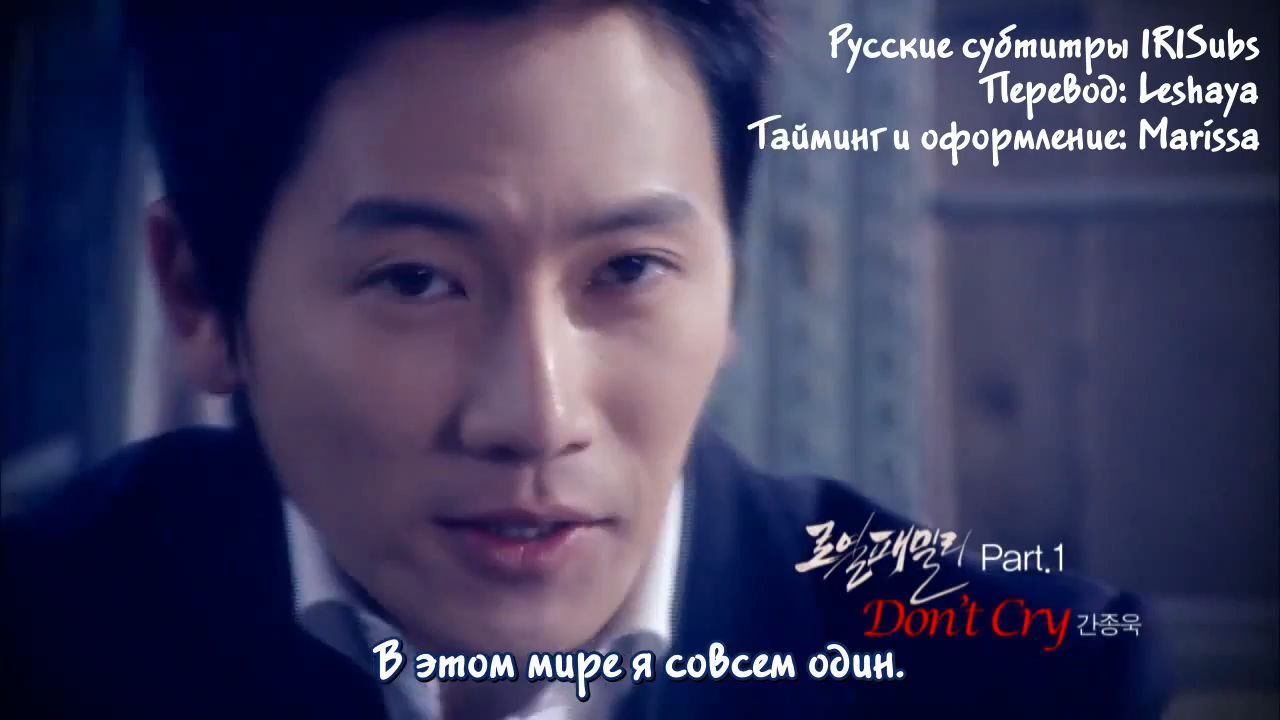 Русские субтитры IRISubs
Перевод: Leshaya
Тайминг и оформление: Marissa
로열패밀리 Part.1
Don't Cry 간종욱
В этом мире я совсем один.